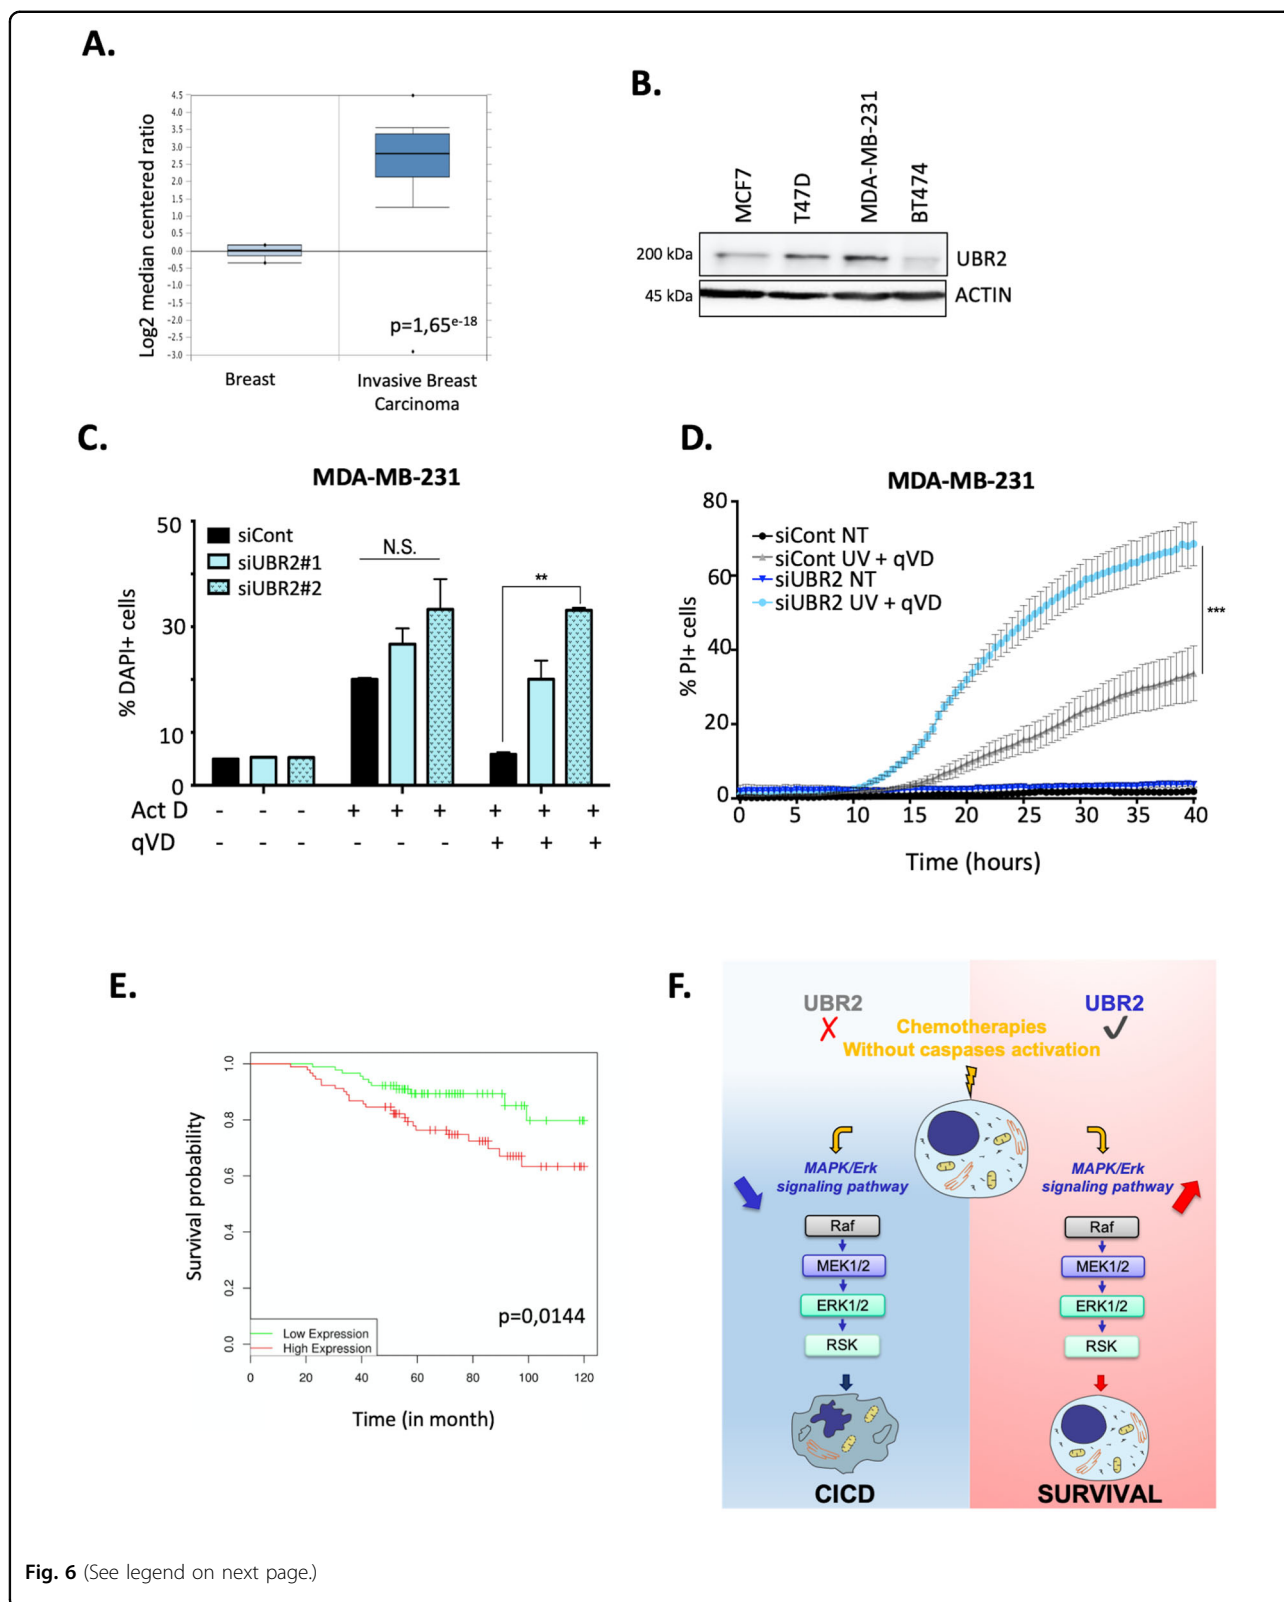 A.
4.5
4.0
3.5
3.0
2.5
2.0
1.5
1.0
0.5
0.0
-0.5
-1.0
-1.5
-2.0
-2.5
-3.0
Log2 median centered ratio
p=1,65e-18
Breast
Invasive Breast
Carcinoma
B.
MCF7
T47D
MDA-MB-231
BT474
200 kDa
UBR2
45 kDa
ACTIN
C.
MDA-MB-231
50
30
10
0
% DAPI+ cells
siCont
siUBR2#1
siUBR2#2
N.S.
**
Act D - - - + + + + + +
qVD - - - - - - + + +
D.
MDA-MB-231
80
60
40
20
0
% PI+ cells
siCont NT
siCont UV + qVD
siUBR2 NT
siUBR2 UV + qVD
***
0 5 10 15 20 25 30 35 40
Time (hours)
E.
1.0
0.8
0.6
0.4
0.2
0.0
Survival probability
p=0,0144
Low Expression
High Expression
0 20 40 60 80 100 120
Time (in month)
F.
UBR2
UBR2
Chemotherapies
Without caspases activation
MAPK/Erk
signaling pathway
Raf
MEK1/2
ERK1/2
RSK
CICD
MAPK/Erk
signaling pathway
Raf
MEK1/2
ERK1/2
RSK
SURVIVAL
Fig. 6 (See legend on next page.)